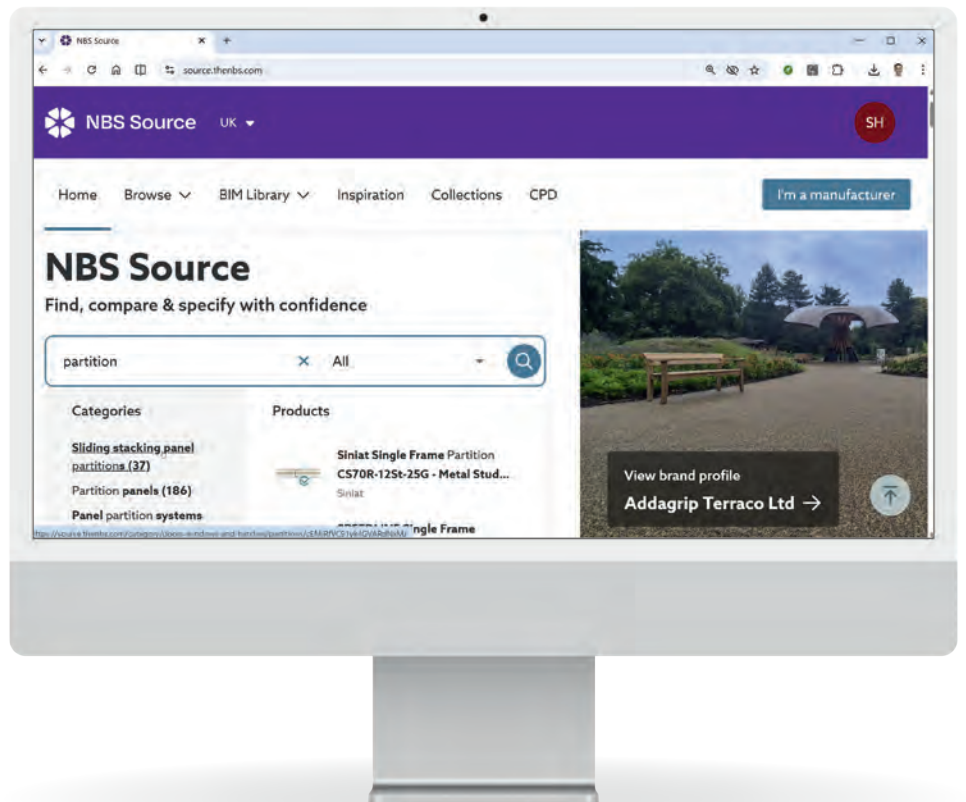 NBS Source
source.thenbs.com
NBS Source UK
SH
Home Browse BIM Library Inspiration Collections CPD
I'm a manufacturer
NBS Source
Find, compare & specify with confidence
partition
All
Categories
Sliding stacking panel
partitions (37)
Partition panels (186)
Panel partition systems
Products
Siniat Single Frame Partition
CS70R-12St-25G - Metal Stud...
Siniat
Single Frame
View brand profile
Addagrip Terraco Ltd →